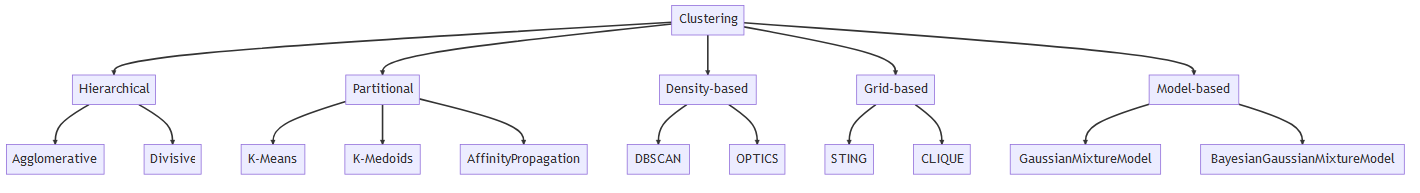 Clustering
Hierarchical
Partitional
Density-based
Grid-based
Model-based
Agglomerative
Divisive
K-Means
K-Medoids
AffinityPropagation
DBSCAN
OPTICS
STING
CLIQUE
GaussianMixtureModel
BayesianGaussianMixtureModel